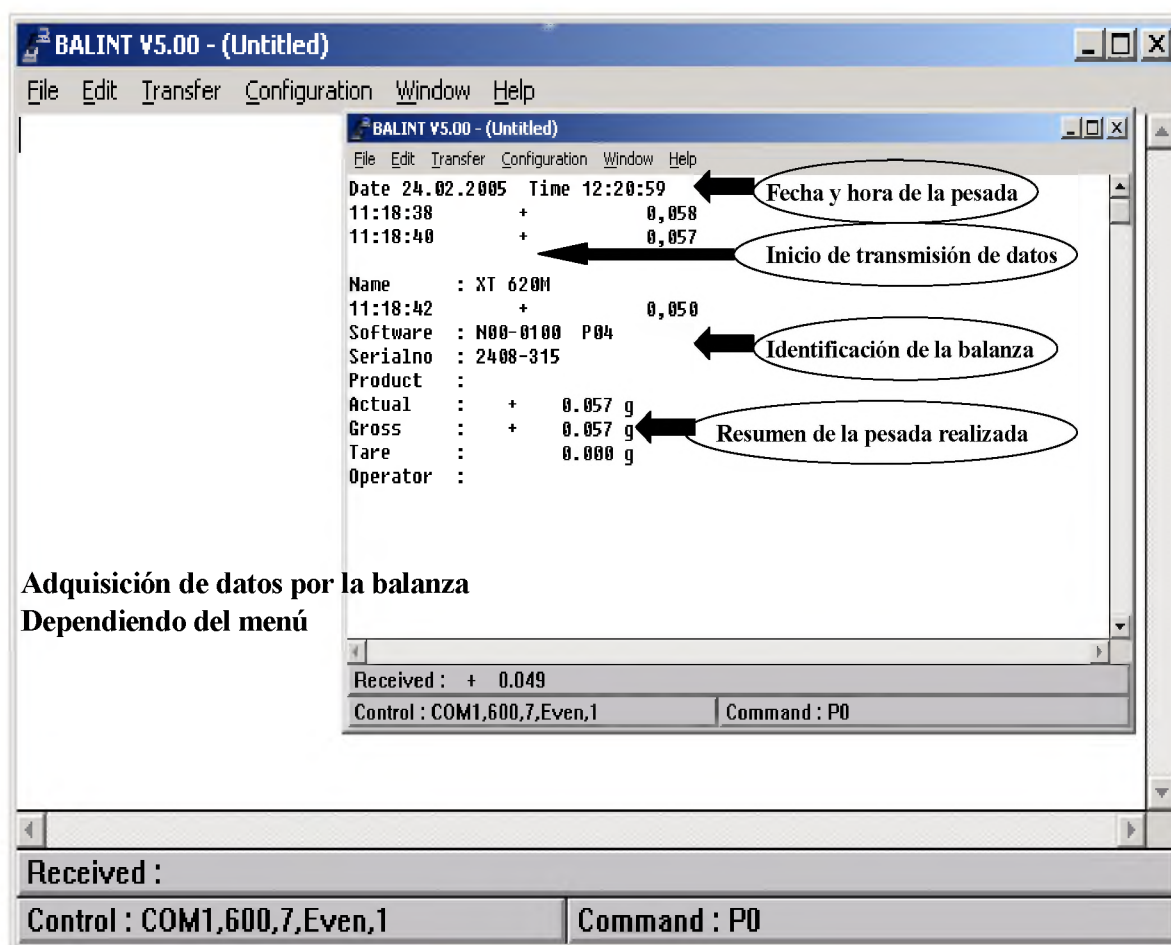 BALINT V5.00 - (Untitled)
File Edit Transfer Configuration Window Help
BALINT V5.00 - (Untitled)
File Edit Transfer Configuration Window Help
Date 24.02.2005 Time 12:20:59
Fecha y hora de la pesada
11:18:38 + 0,058
11:18:40 + 0,057
Inicio de transmisión de datos
Name : XT 620M
11:18:42 + 0,050
Software : N00-0100 P04
Identificación de la balanza
Serialno : 2408-315
Product :
Actual : + 0.057 g
Gross : + 0.057 g
Resumen de la pesada realizada
Tare : 0.000 g
Operator :
Adquisición de datos por la balanza
Dependiendo del menú
Received : + 0.049
Control : COM1,600,7,Even,1 Command : P0
Received :
Control : COM1,600,7,Even,1 Command : P0